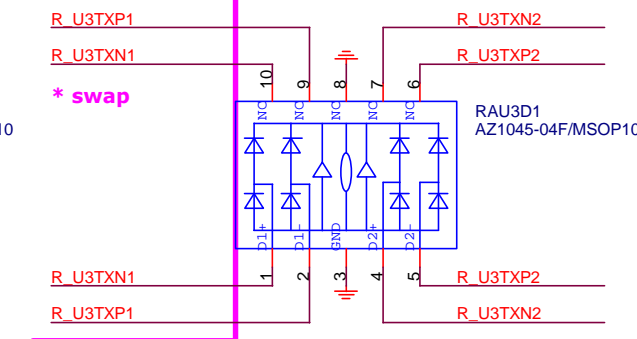 R_U3TXP1
R_U3TXN2
R_U3TXN1
R_U3TXP2
10 9 8 7 6
* swap
NC NC NC NC NC
RAU3D1
10
AZ1045-04F/MSOP10
D1+ D1- GND D2+ D2-
1 2 3 4 5
R_U3TXN1
R_U3TXP2
R_U3TXP1
R_U3TXN2